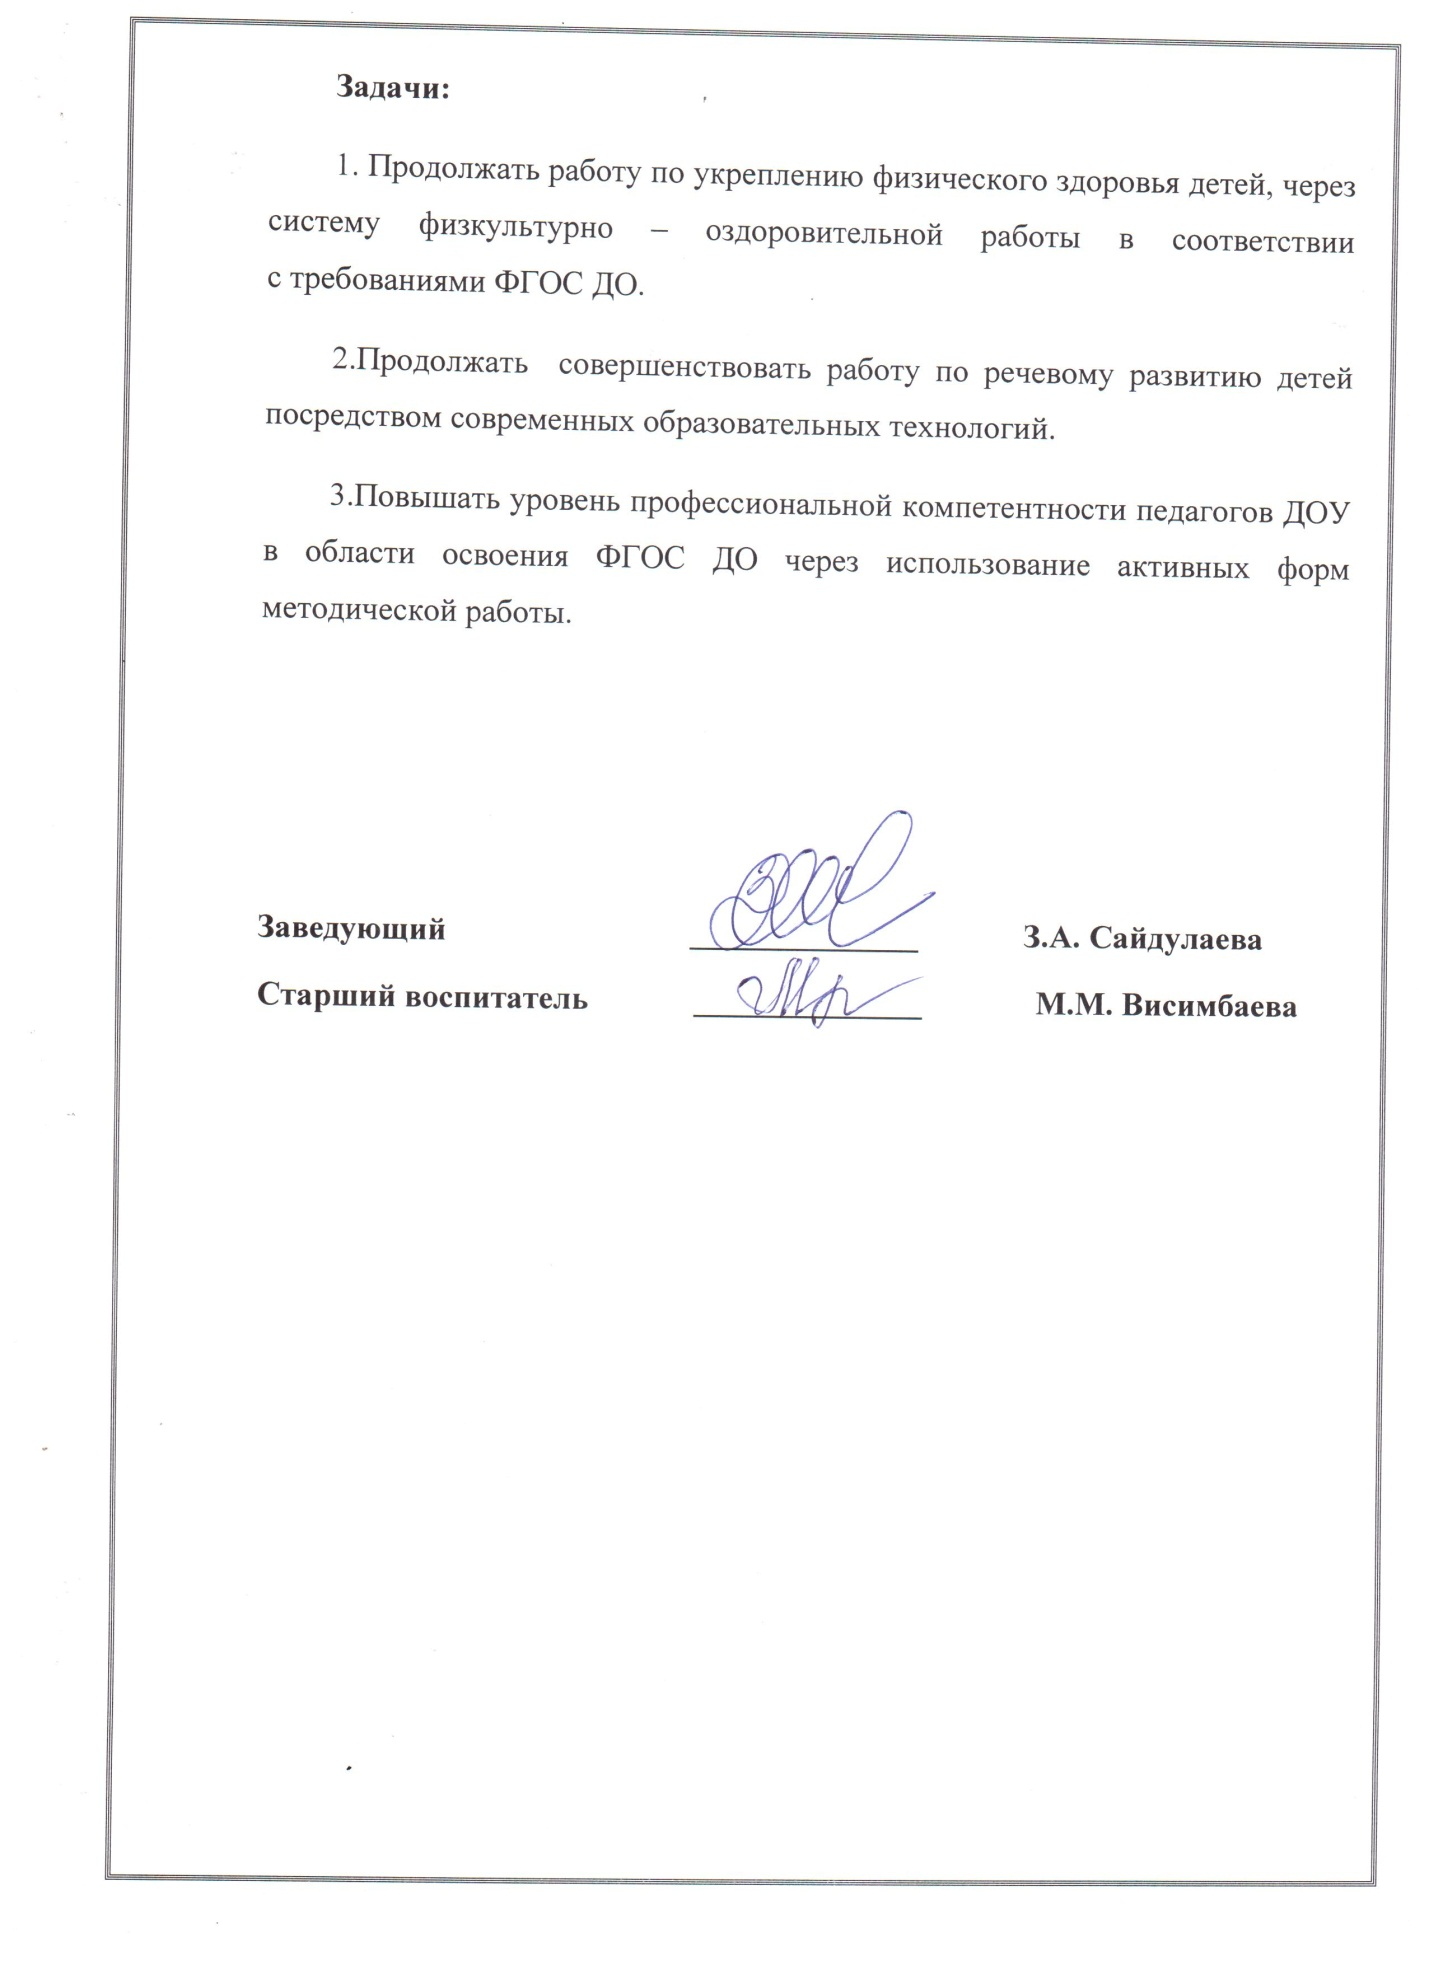 Задачи:
1. Продолжать работу по укреплению физического здоровья детей, через
систему физкультурно – оздоровительной работы в соответствии
с требованиями ФГОС ДО.
2.Продолжать совершенствовать работу по речевому развитию детей
посредством современных образовательных технологий.
3.Повышать уровень профессиональной компетентности педагогов ДОУ
в области освоения ФГОС ДО через использование активных форм
методической работы.
Заведующий З.А. Сайдулаева
Старший воспитатель М.М. Висимбаева